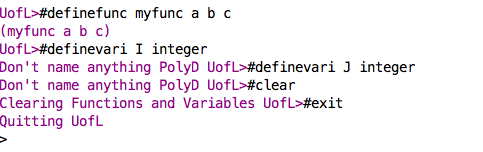 UofL>#definefunc myfunc a b c
(myfunc a b c)
UofL>#definevari I integer
Don't name anything PolyD UofL>#definevari J integer
Don't name anything PolyD UofL>#clear
Clearing Functions and Variables UofL>#exit
Quitting UofL
>